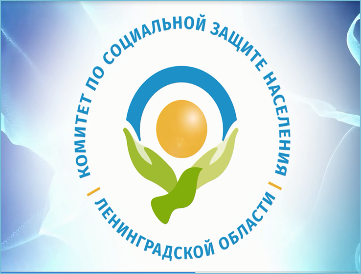 КОМИТЕТ ПО СОЦИАЛЬНОЙ ЗАЩИТЕ НАСЕЛЕНИЯ
ЛЕНИНГРАДСКОЙ ОБЛАСТИ